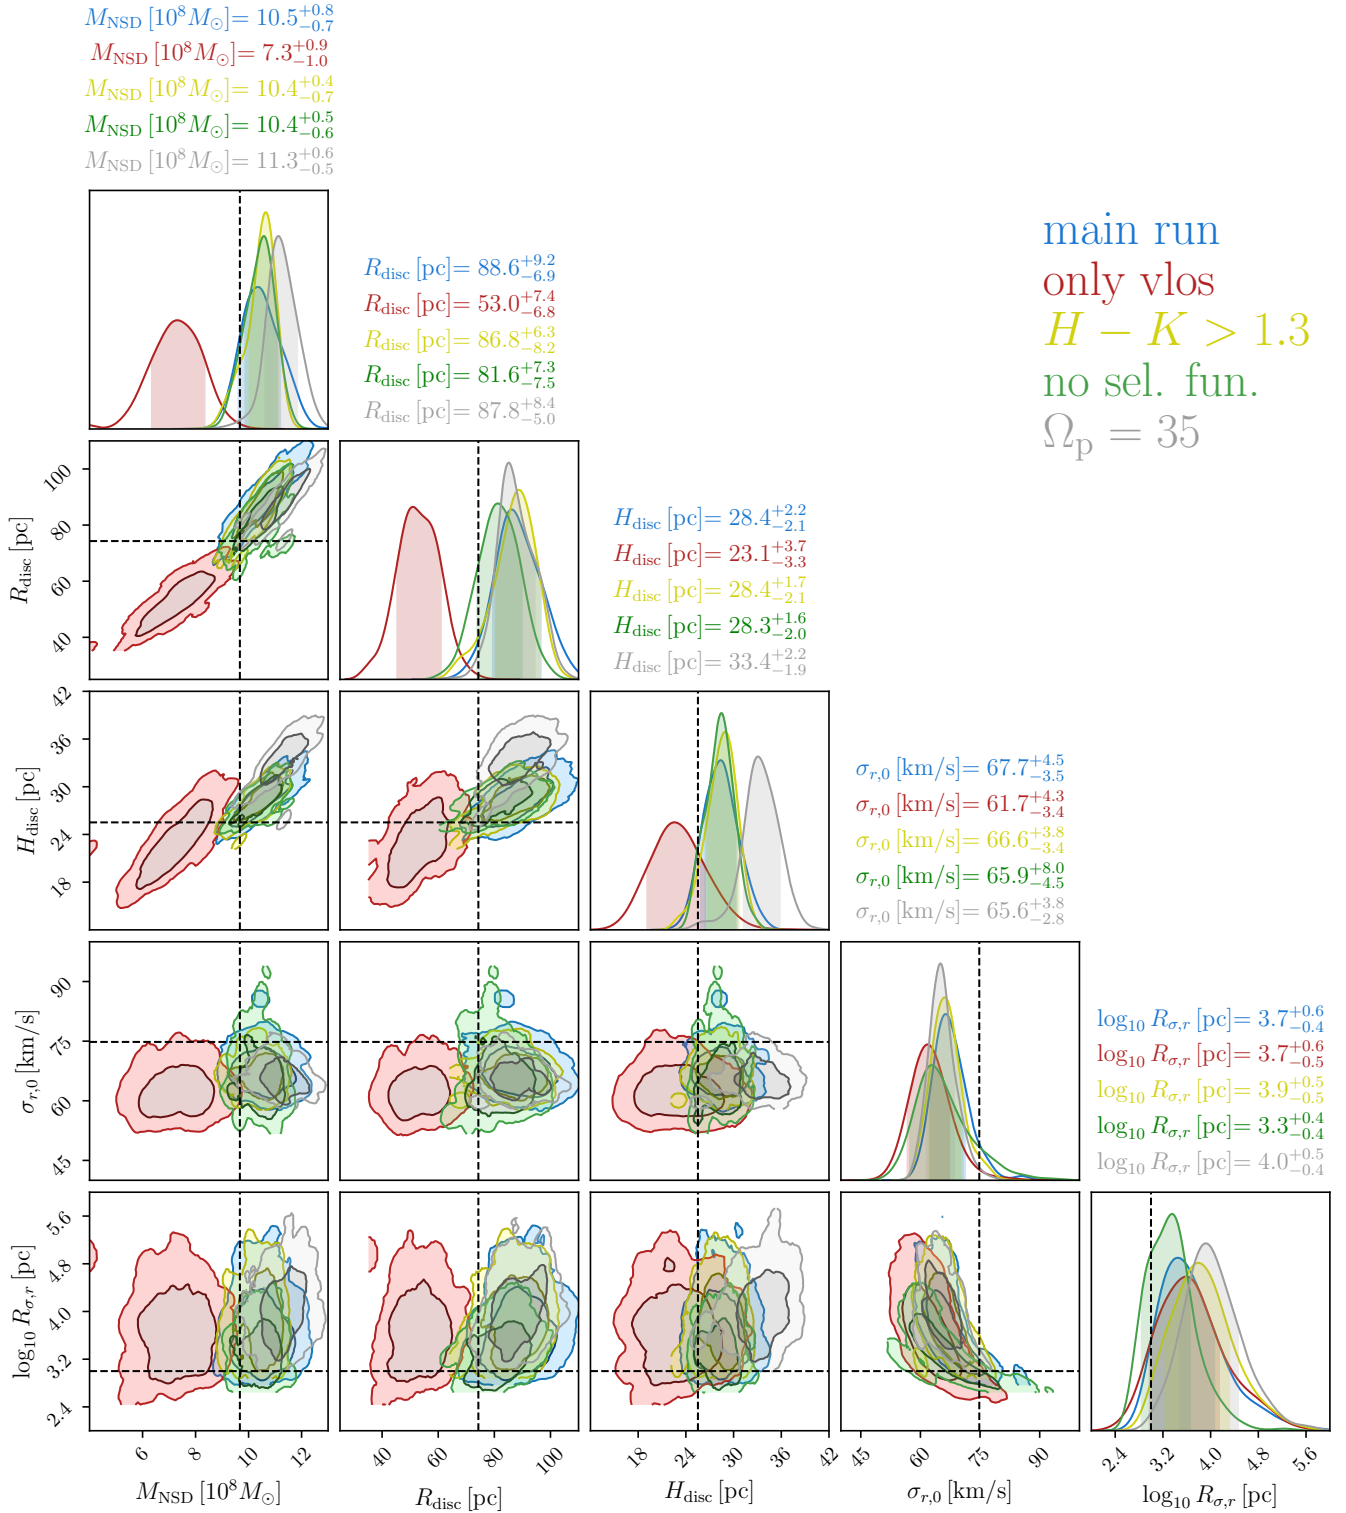 M_NSD [10^8 M_⊙]= 10.5^{+0.8}_{−0.7}
M_NSD [10^8 M_⊙]= 7.3^{+0.9}_{−1.0}
M_NSD [10^8 M_⊙]= 10.4^{+0.4}_{−0.7}
M_NSD [10^8 M_⊙]= 10.4^{+0.5}_{−0.6}
M_NSD [10^8 M_⊙]= 11.3^{+0.6}_{−0.5}
main run
only vlos
H − K > 1.3
no sel. fun.
Ω_p = 35
R_disc [pc]= 88.6^{+9.2}_{−6.9}
R_disc [pc]= 53.0^{+7.4}_{−6.8}
R_disc [pc]= 86.8^{+6.3}_{−8.2}
R_disc [pc]= 81.6^{+7.3}_{−7.5}
R_disc [pc]= 87.8^{+8.4}_{−5.0}
100
80
60
40
R_disc [pc]
H_disc [pc]= 28.4^{+2.2}_{−2.1}
H_disc [pc]= 23.1^{+3.7}_{−3.3}
H_disc [pc]= 28.4^{+1.7}_{−2.1}
H_disc [pc]= 28.3^{+1.6}_{−2.0}
H_disc [pc]= 33.4^{+2.2}_{−1.9}
42
36
30
24
18
H_disc [pc]
σ_{r,0} [km/s]= 67.7^{+4.5}_{−3.5}
σ_{r,0} [km/s]= 61.7^{+4.3}_{−3.4}
σ_{r,0} [km/s]= 66.6^{+3.8}_{−3.4}
σ_{r,0} [km/s]= 65.9^{+8.0}_{−4.5}
σ_{r,0} [km/s]= 65.6^{+3.8}_{−2.8}
90
75
60
45
σ_{r,0} [km/s]
log_10 R_{σ,r} [pc]= 3.7^{+0.6}_{−0.4}
log_10 R_{σ,r} [pc]= 3.7^{+0.6}_{−0.5}
log_10 R_{σ,r} [pc]= 3.9^{+0.5}_{−0.5}
log_10 R_{σ,r} [pc]= 3.3^{+0.4}_{−0.4}
log_10 R_{σ,r} [pc]= 4.0^{+0.5}_{−0.4}
5.6
4.8
4.0
3.2
2.4
log_10 R_{σ,r} [pc]
6 8 10 12
40 60 80 100
18 24 30 36 42
45 60 75 90
2.4 3.2 4.0 4.8 5.6
M_NSD [10^8 M_⊙]
R_disc [pc]
H_disc [pc]
σ_{r,0} [km/s]
log_10 R_{σ,r} [pc]